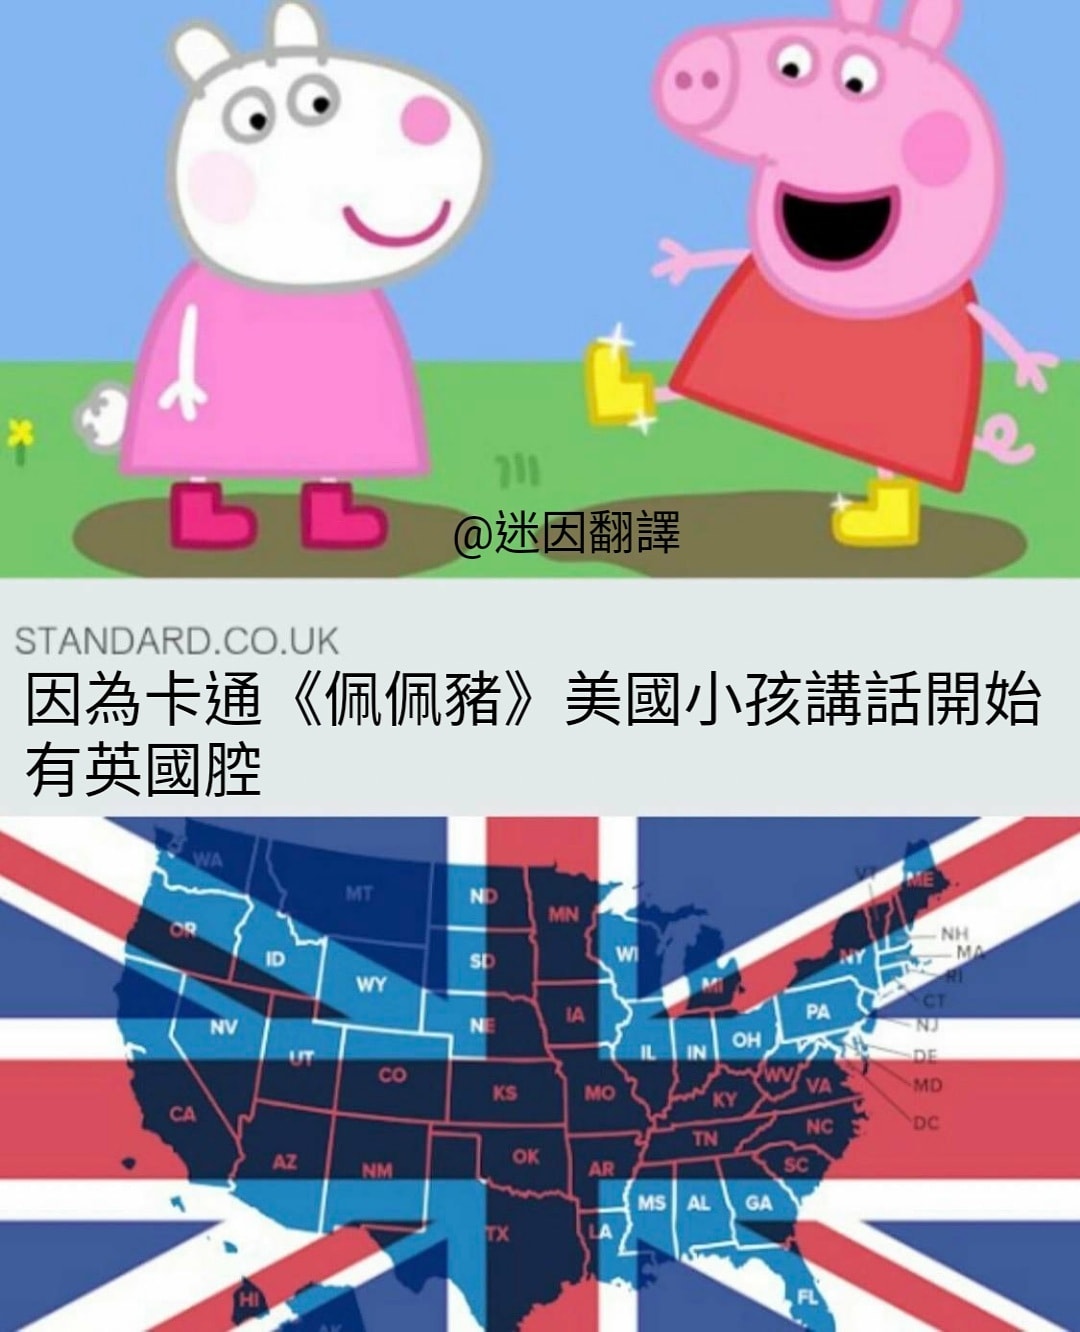 @迷因翻譯
STANDARD.CO.UK
因為卡通《佩佩豬》美國小孩講話開始
有英國腔
WA
MT
ND
MN
VT
ME
OR
ID
SD
WI
NH
WY
NY
MA
MI
RI
NV
NE
IA
PA
CT
UT
IL
IN
OH
NJ
CO
DE
CA
KS
MO
WV
VA
MD
KY
NC
DC
AZ
NM
OK
AR
TN
SC
TX
LA
MS
AL
GA
HI
AK
FL